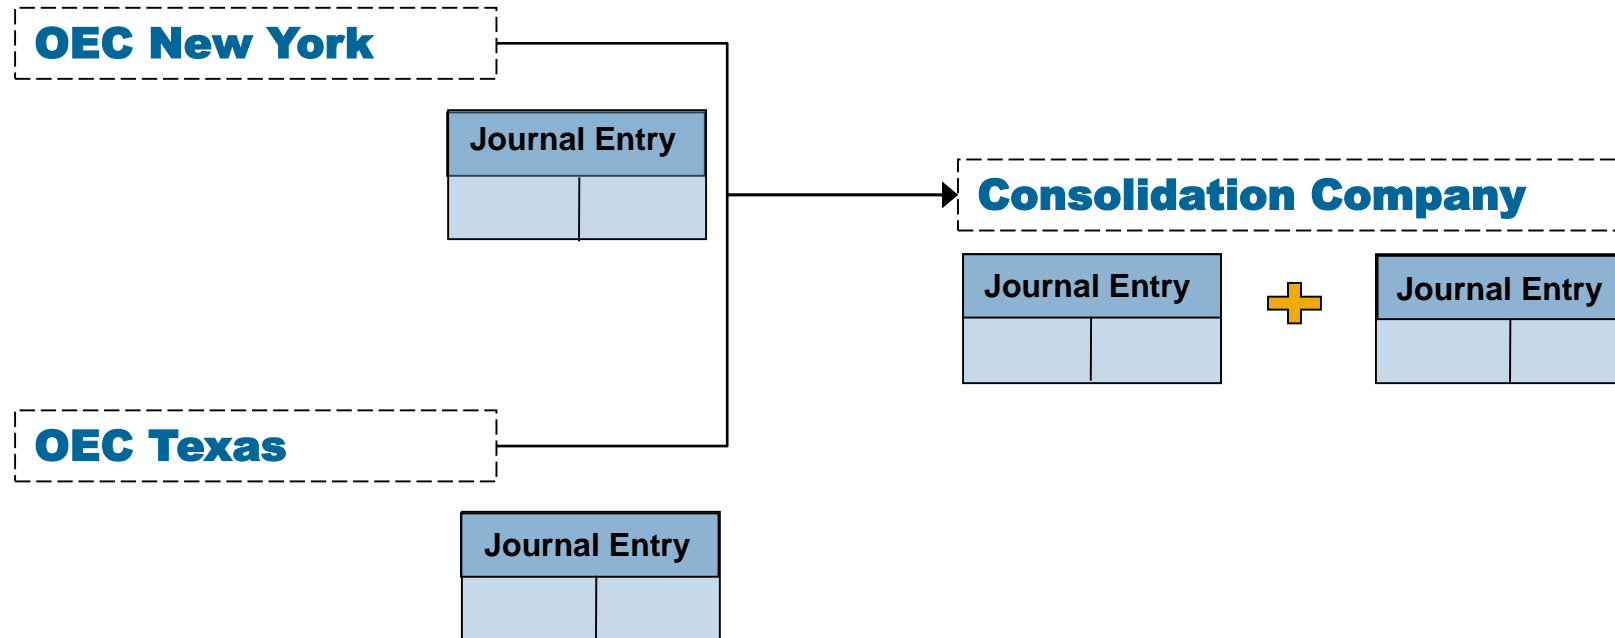 OEC New York
Journal Entry
Consolidation Company
Journal Entry
Journal Entry
OEC Texas
Journal Entry